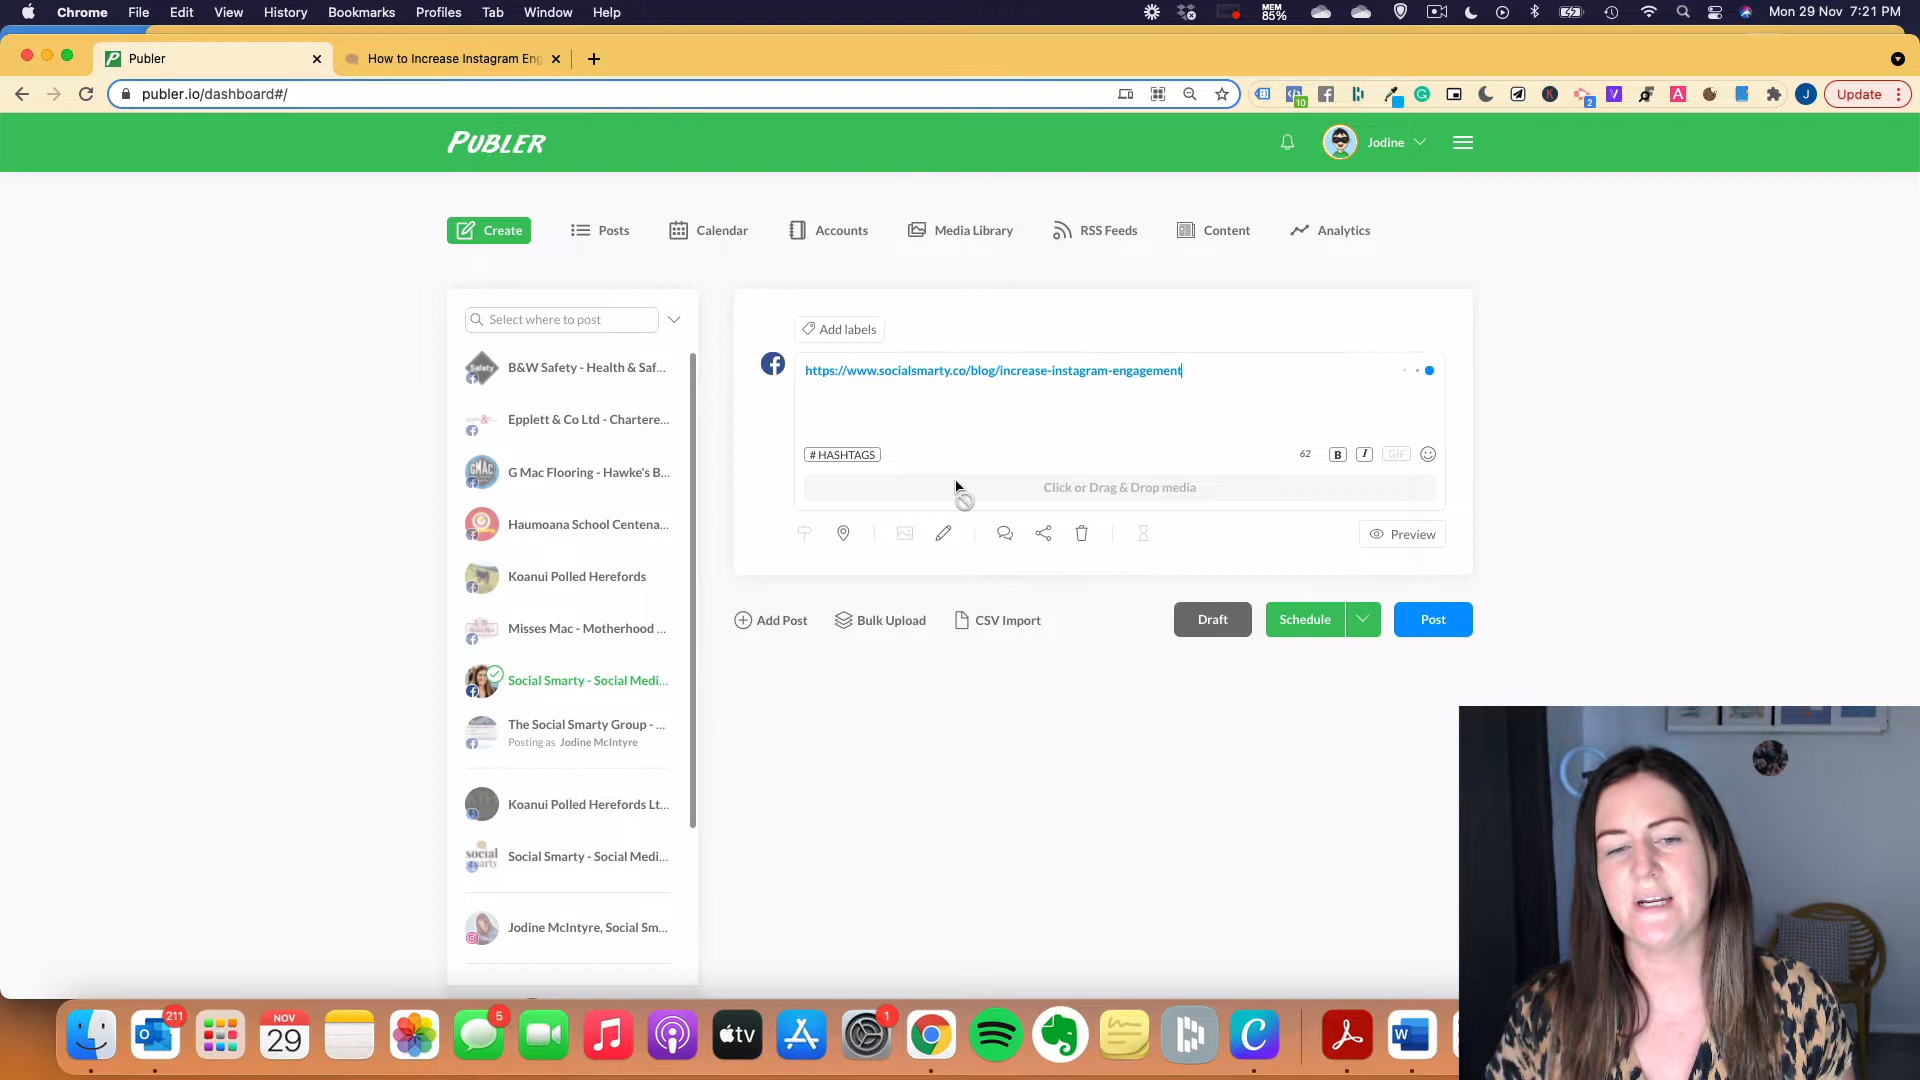 Chrome File Edit View History Bookmarks Profiles Tab Window Help
MEM 85%
Mon 29 Nov 7:21 PM
Publer
How to Increase Instagram Eng
publer.io/dashboard#/
10
2
J
Update
PUBLER
Jodine
Create Posts Calendar Accounts Media Library RSS Feeds Content Analytics
Select where to post
B&W Safety - Health & Saf...
Epplett & Co Ltd - Chartere...
G Mac Flooring - Hawke's B...
Haumoana School Centena...
Koanui Polled Herefords
Misses Mac - Motherhood ...
Social Smarty - Social Medi...
The Social Smarty Group - ...
Posting as Jodine McIntyre
Koanui Polled Herefords Lt...
Social Smarty - Social Medi...
Jodine McIntyre, Social Sm...
Add labels
https://www.socialsmarty.co/blog/increase-instagram-engagement
# HASHTAGS
62 B I GIF
Click or Drag & Drop media
Preview
Add Post Bulk Upload CSV Import
Draft Schedule Post
211
NOV
29
5
tv
1
W